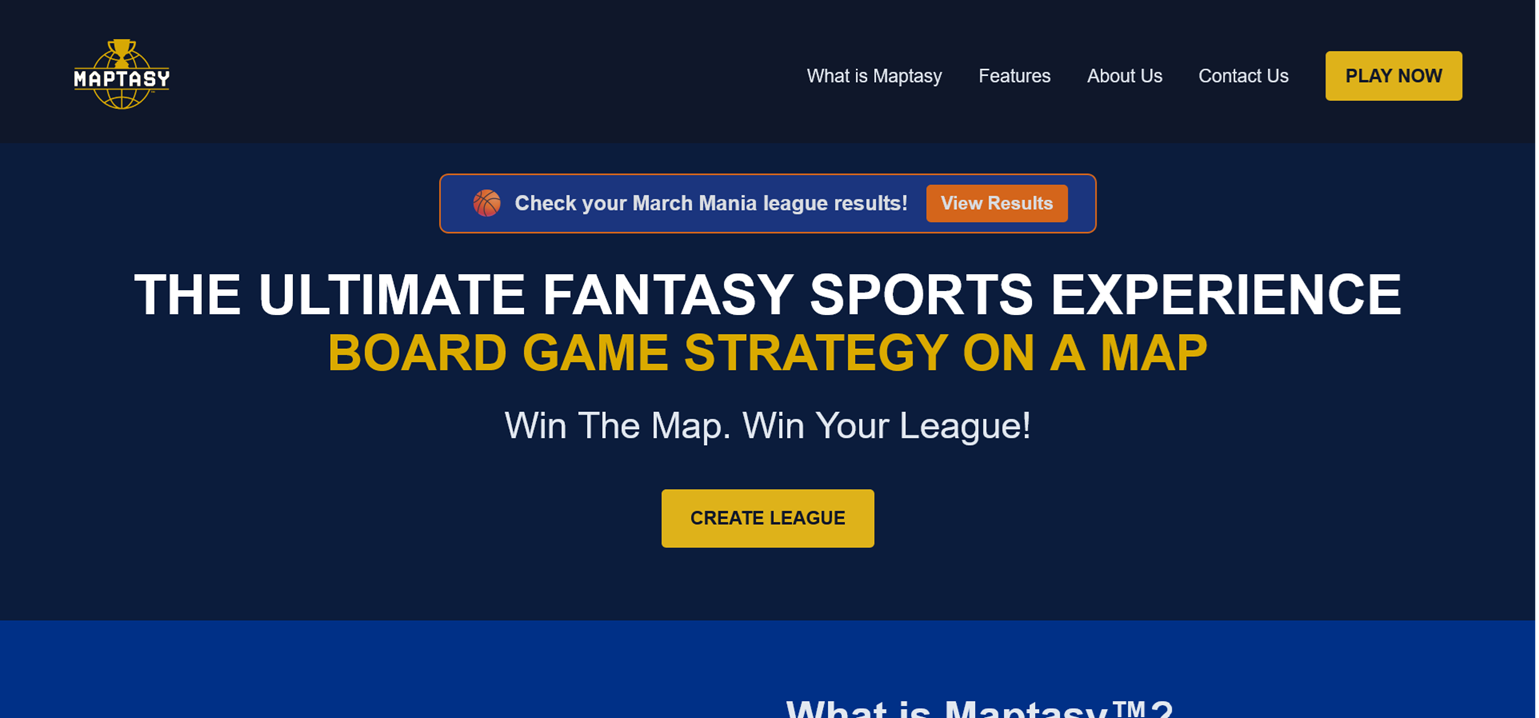 MAPTASY
What is Maptasy
Features
About Us
Contact Us
PLAY NOW
Check your March Mania league results!
View Results
THE ULTIMATE FANTASY SPORTS EXPERIENCE
BOARD GAME STRATEGY ON A MAP
Win The Map. Win Your League!
CREATE LEAGUE
What is Maptasy™?